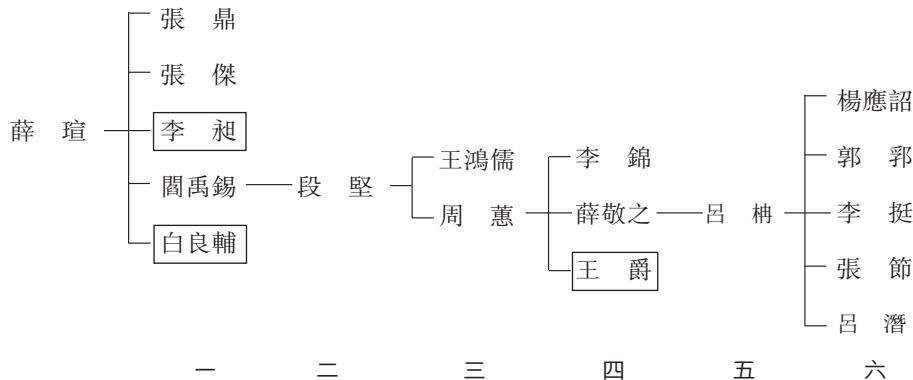 張　鼎
張　傑
薛　瑄
李　昶
閻禹錫
白良輔
段　堅
王鴻儒
周　蕙
李　錦
薛敬之
王　爵
呂　柟
楊應詔
郭　郛
李　挺
張　節
呂　潛
一　二　三　四　五　六